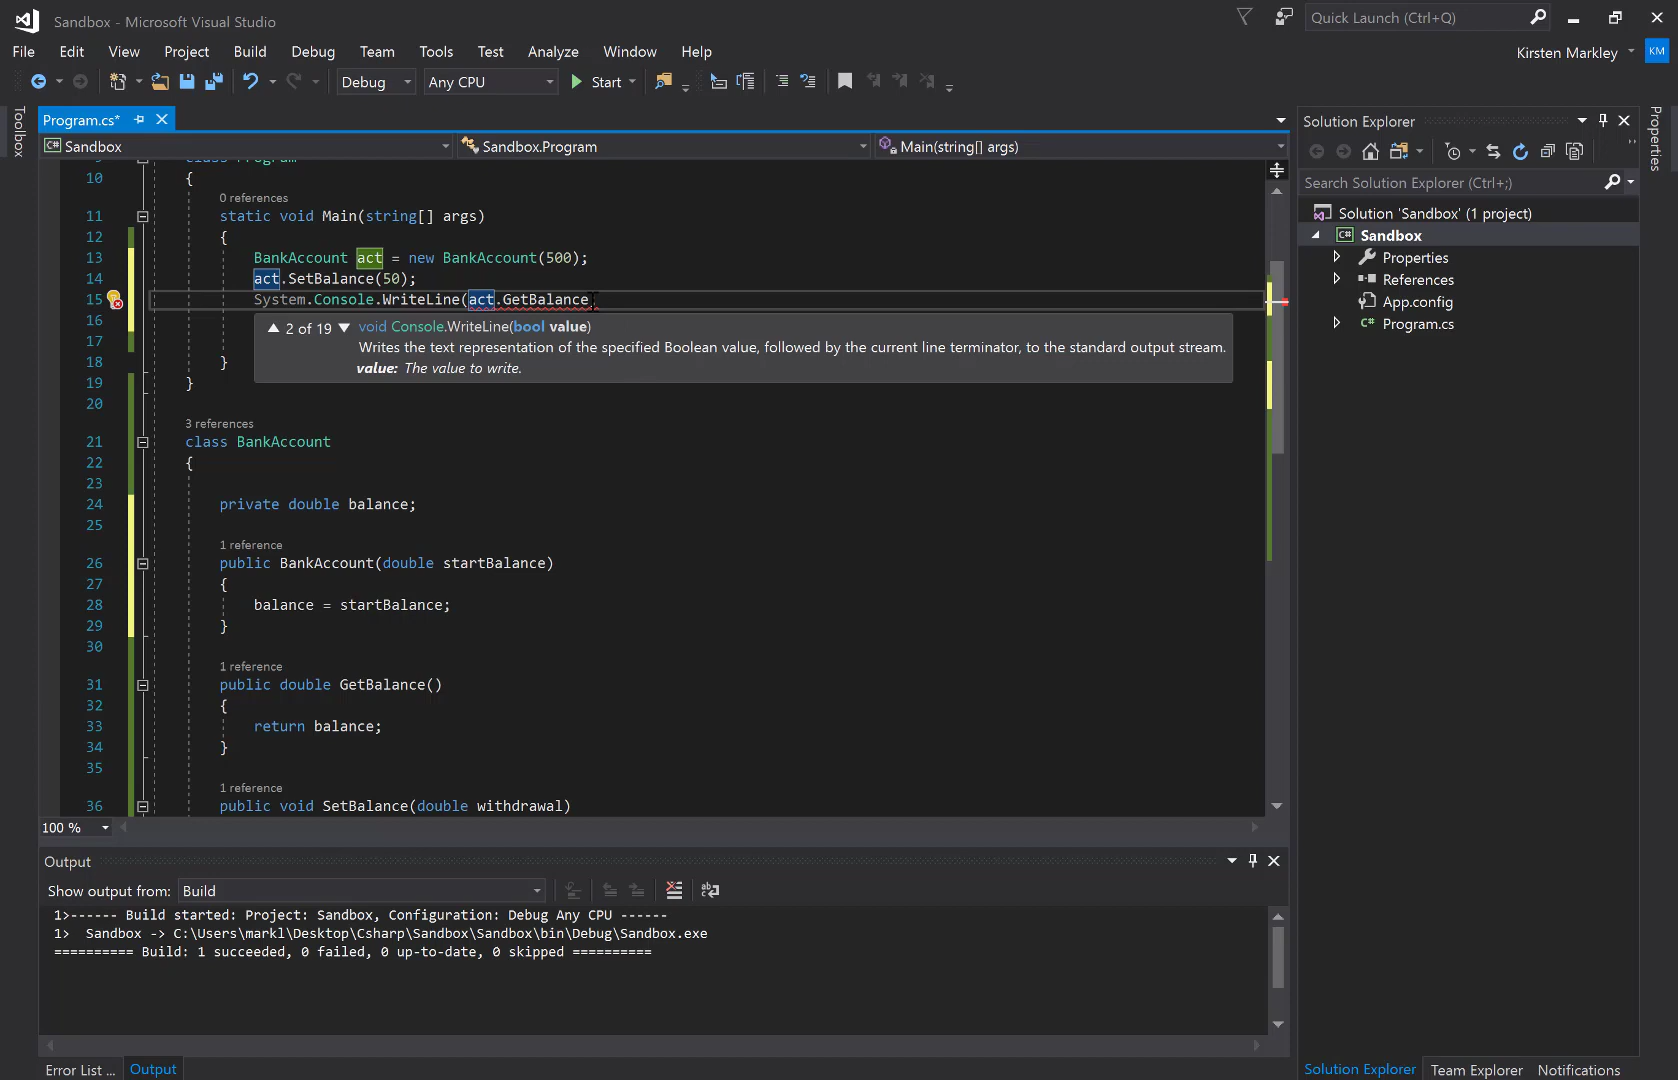 Sandbox - Microsoft Visual Studio
Quick Launch (Ctrl+Q)
File Edit View Project Build Debug Team Tools Test Analyze Window Help
Kirsten Markley KM
Debug Any CPU Start
Toolbox
Program.cs*
Sandbox Sandbox.Program Main(string[] args)
9 class Program
10 {
0 references
11 static void Main(string[] args)
12 {
13 BankAccount act = new BankAccount(500);
14 act.SetBalance(50);
15 System.Console.WriteLine(act.GetBalance
16
17
18 }
19 }
20
2 of 19 void Console.WriteLine(bool value)
Writes the text representation of the specified Boolean value, followed by the current line terminator, to the standard output stream.
value: The value to write.
3 references
21 class BankAccount
22 {
23
24 private double balance;
25
1 reference
26 public BankAccount(double startBalance)
27 {
28 balance = startBalance;
29 }
30
1 reference
31 public double GetBalance()
32 {
33 return balance;
34 }
35
1 reference
36 public void SetBalance(double withdrawal)
100 %
Output
Show output from: Build
1>------ Build started: Project: Sandbox, Configuration: Debug Any CPU ------
1> Sandbox -> C:\Users\markl\Desktop\Csharp\Sandbox\Sandbox\bin\Debug\Sandbox.exe
========== Build: 1 succeeded, 0 failed, 0 up-to-date, 0 skipped ==========
Error List ... Output
Solution Explorer
Search Solution Explorer (Ctrl+;)
Solution 'Sandbox' (1 project)
C# Sandbox
Properties
References
App.config
C# Program.cs
Solution Explorer Team Explorer Notifications
Properties